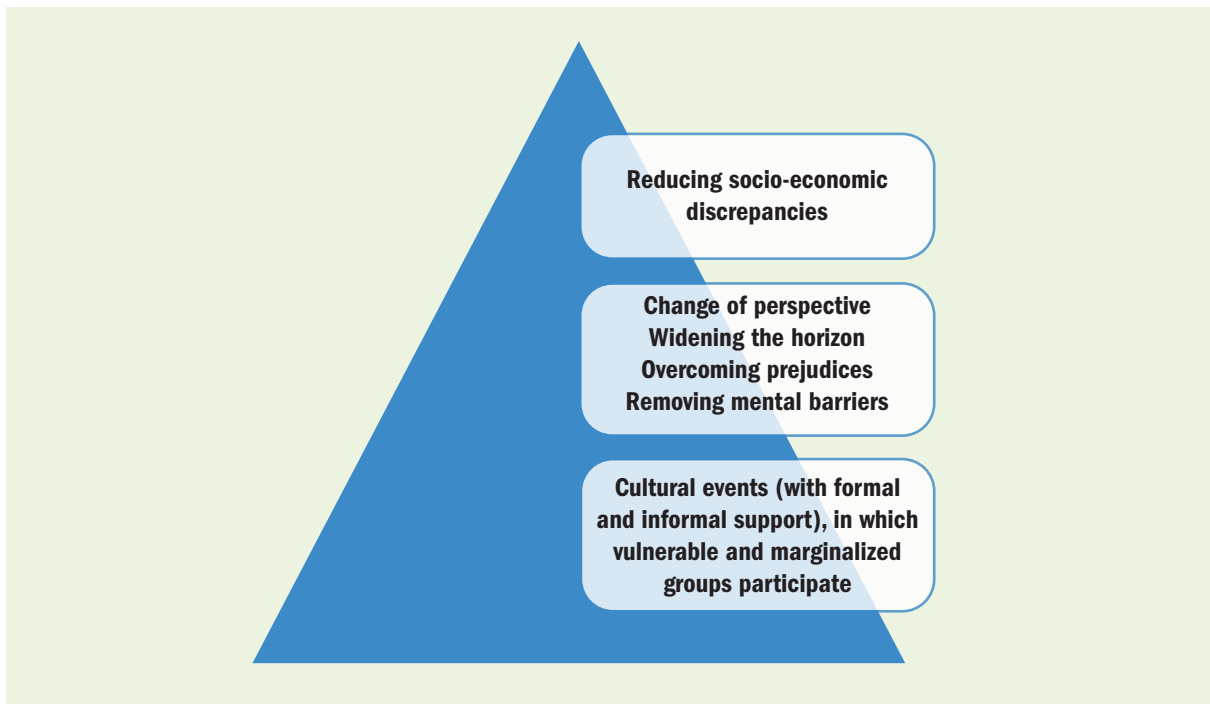 Reducing socio-economic
discrepancies
Change of perspective
Widening the horizon
Overcoming prejudices
Removing mental barriers
Cultural events (with formal
and informal support), in which
vulnerable and marginalized
groups participate